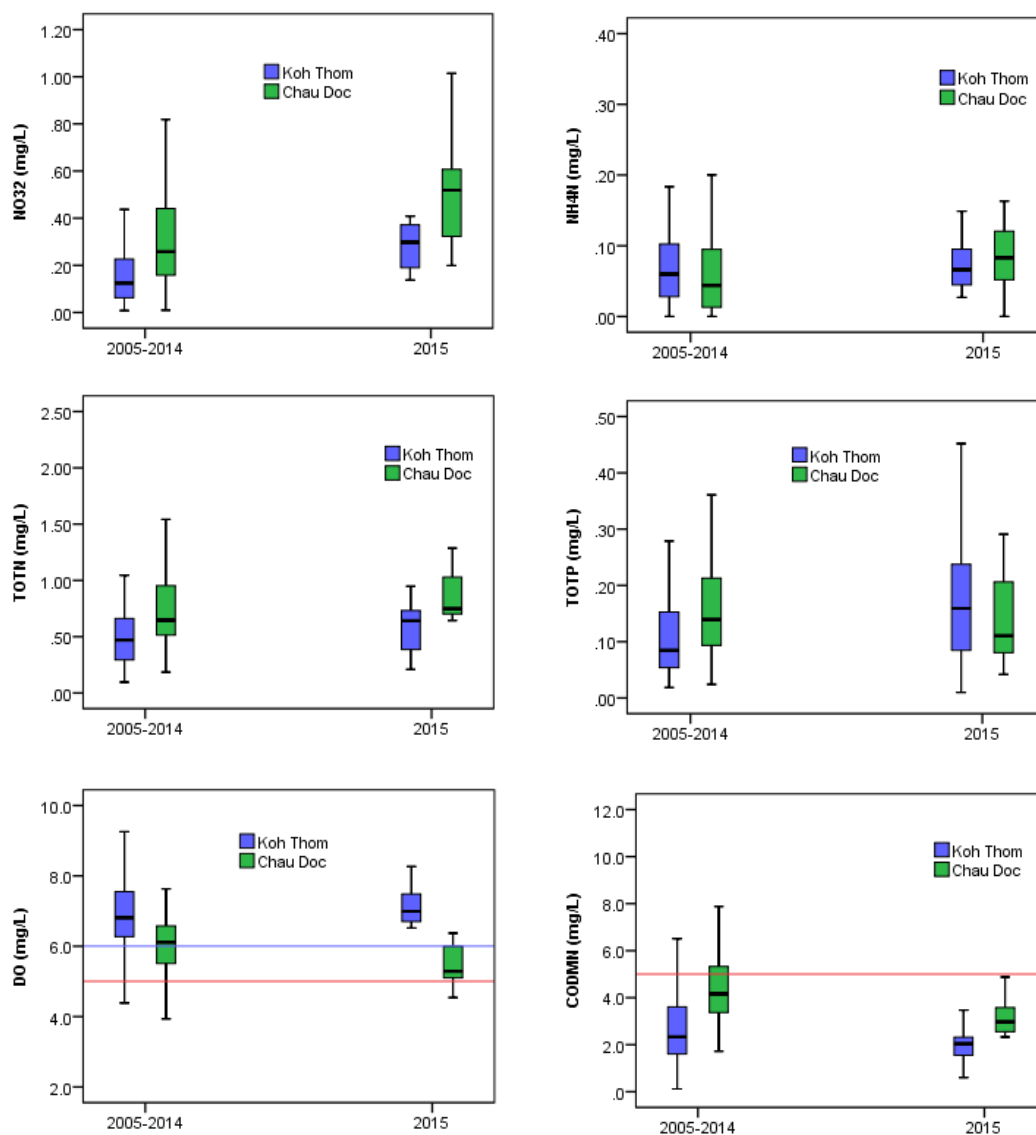 NO32 (mg/L)
1.20
1.00
.80
.60
.40
.20
.00
Koh Thom
Chau Doc
2005-2014
2015
NH4N (mg/L)
.40
.30
.20
.10
.00
Koh Thom
Chau Doc
2005-2014
2015
TOTN (mg/L)
2.50
2.00
1.50
1.00
.50
.00
Koh Thom
Chau Doc
2005-2014
2015
TOTP (mg/L)
.50
.40
.30
.20
.10
.00
Koh Thom
Chau Doc
2005-2014
2015
DO (mg/L)
10.0
8.0
6.0
4.0
2.0
Koh Thom
Chau Doc
2005-2014
2015
CODMN (mg/L)
12.0
10.0
8.0
6.0
4.0
2.0
.0
Koh Thom
Chau Doc
2005-2014
2015